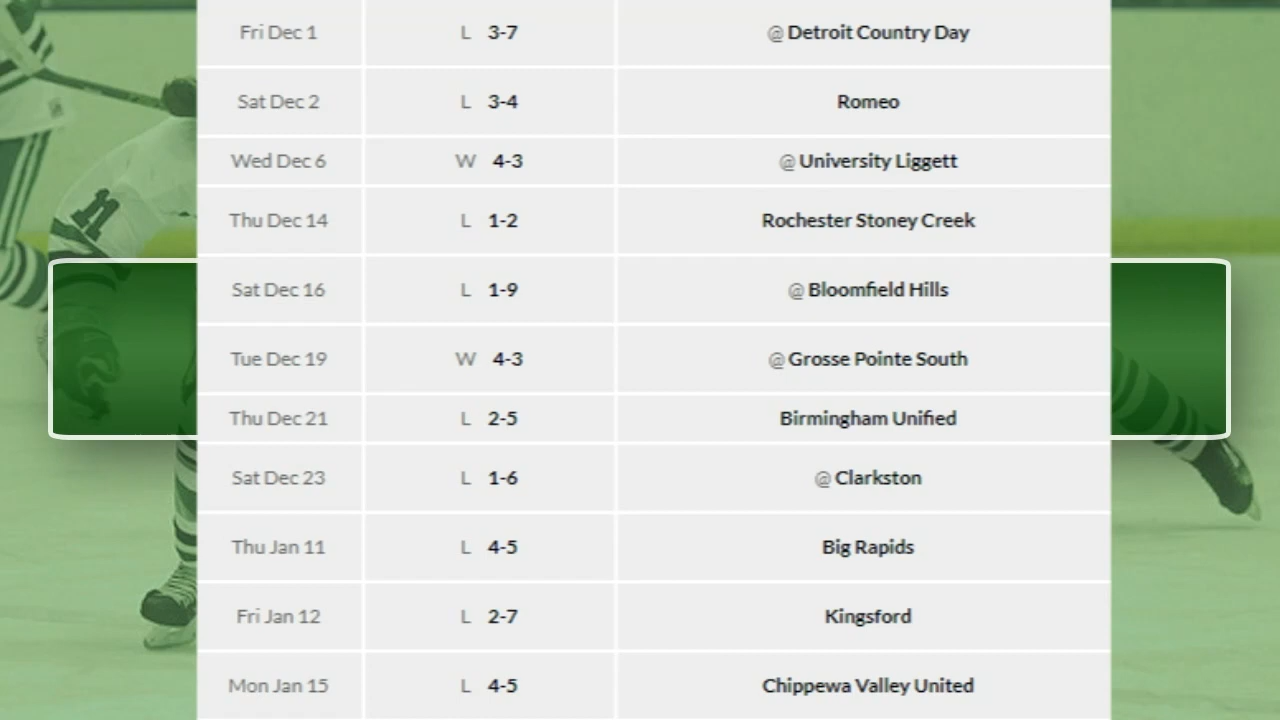 Fri Dec 1 L 3-7 @ Detroit Country Day
Sat Dec 2 L 3-4 Romeo
Wed Dec 6 W 4-3 @ University Liggett
Thu Dec 14 L 1-2 Rochester Stoney Creek
Sat Dec 16 L 1-9 @ Bloomfield Hills
Tue Dec 19 W 4-3 @ Grosse Pointe South
Thu Dec 21 L 2-5 Birmingham Unified
Sat Dec 23 L 1-6 @ Clarkston
Thu Jan 11 L 4-5 Big Rapids
Fri Jan 12 L 2-7 Kingsford
Mon Jan 15 L 4-5 Chippewa Valley United
11